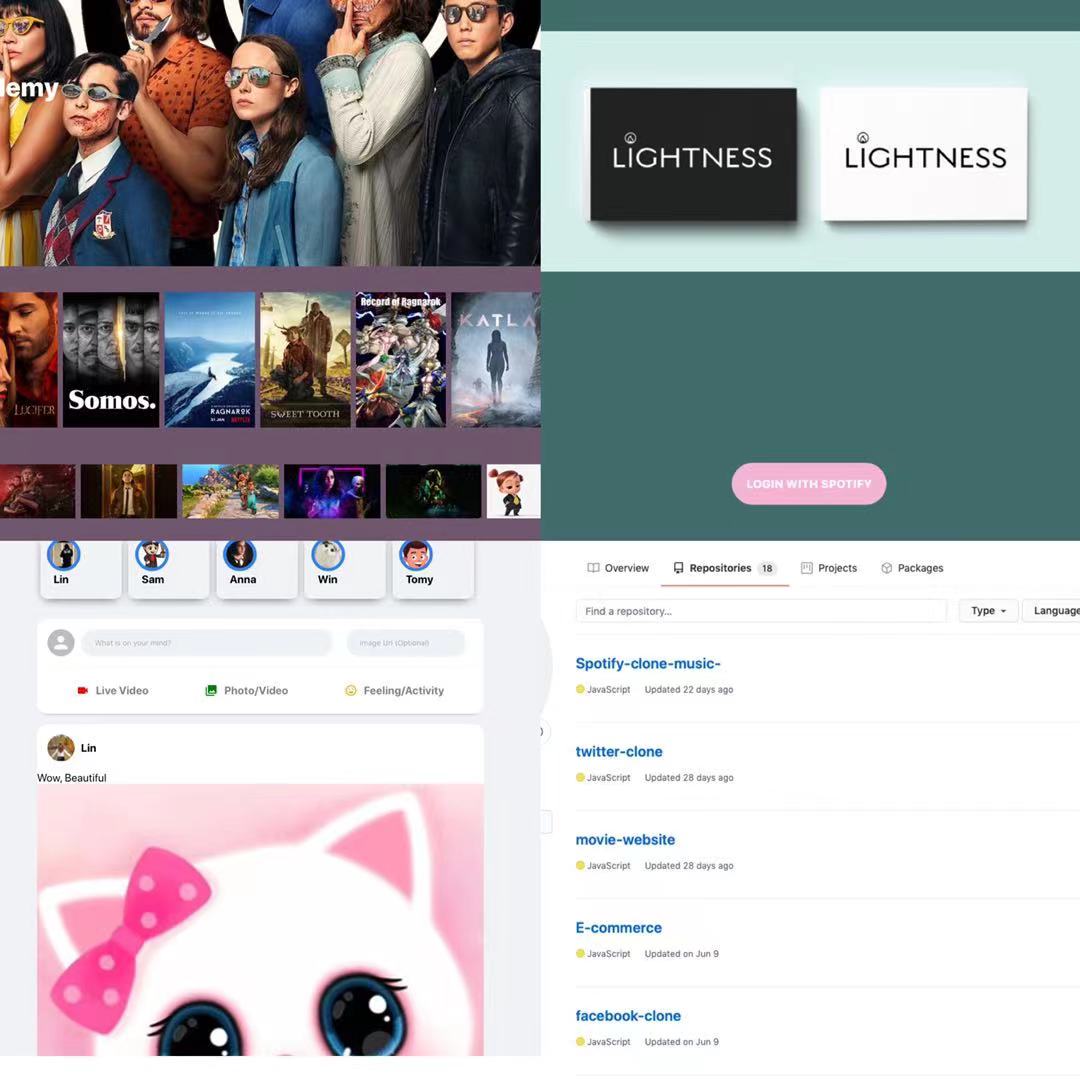 lemy
LUCIFER
Somos.
RAGNARÖK
NETFLIX
SWEET TOOTH
Record of Ragnarok
KATLA
LIGHTNESS
LIGHTNESS
LOGIN WITH SPOTIFY
Lin
Sam
Anna
Win
Tomy
What is on your mind?
Image Url (Optional)
Live Video
Photo/Video
Feeling/Activity
Lin
Wow, Beautiful
Overview
Repositories 18
Projects
Packages
Find a repository...
Type
Language
Spotify-clone-music-
JavaScript Updated 22 days ago
twitter-clone
JavaScript Updated 28 days ago
movie-website
JavaScript Updated 28 days ago
E-commerce
JavaScript Updated on Jun 9
facebook-clone
JavaScript Updated on Jun 9